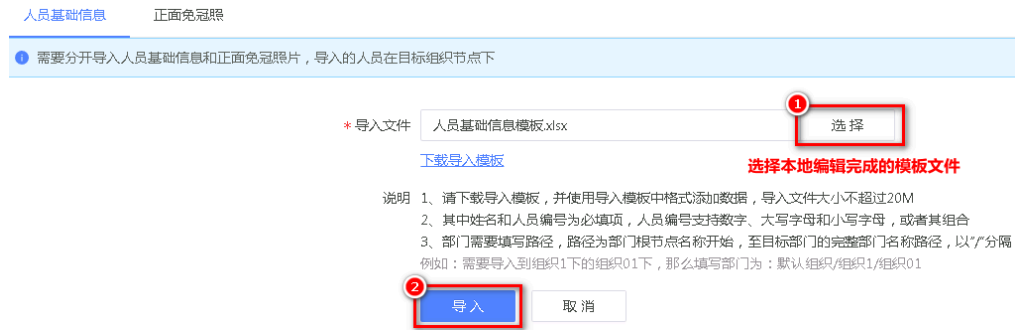 人员基础信息 正面免冠照
需要分开导入人员基础信息和正面免冠照片，导入的人员在目标组织节点下
1
* 导入文件 人员基础信息模板.xlsx 选择
下载导入模板 选择本地编辑完成的模板文件
说明 1、请下载导入模板，并使用导入模板中格式添加数据，导入文件大小不超过20M
2、其中姓名和人员编号为必填项，人员编号支持数字、大写字母和小写字母，或者其组合
3、部门需要填写路径，路径为部门根节点名称开始，至目标部门的完整部门名称路径，以“/”分隔
例如：需要导入到组织1下的组织01下，那么填写部门为：默认组织/组织1/组织01
2
导入 取消